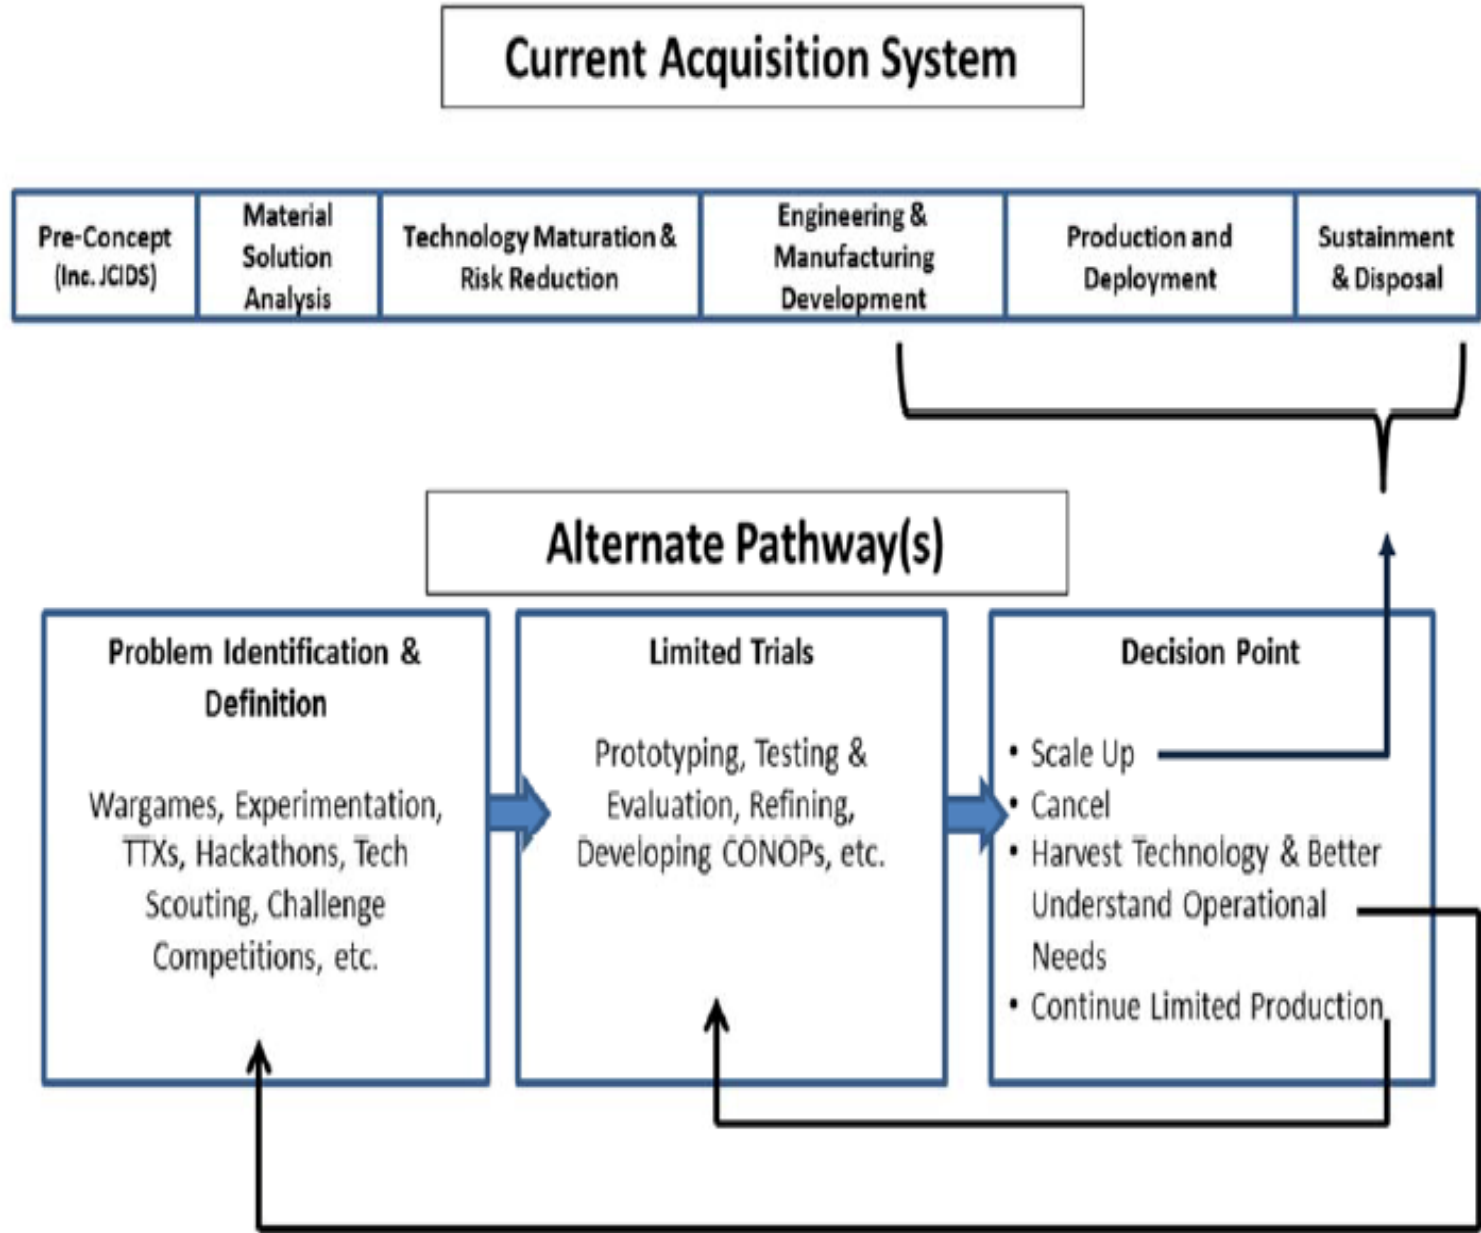 Current Acquisition System
Pre-Concept
(Inc. JCIDS)
Material
Solution
Analysis
Technology Maturation &
Risk Reduction
Engineering &
Manufacturing
Development
Production and
Deployment
Sustainment
& Disposal
Alternate Pathway(s)
Problem Identification &
Definition
Wargames, Experimentation,
TTXs, Hackathons, Tech
Scouting, Challenge
Competitions, etc.
Limited Trials
Prototyping, Testing &
Evaluation, Refining,
Developing CONOPs, etc.
Decision Point
• Scale Up
• Cancel
• Harvest Technology & Better
Understand Operational
Needs
• Continue Limited Production